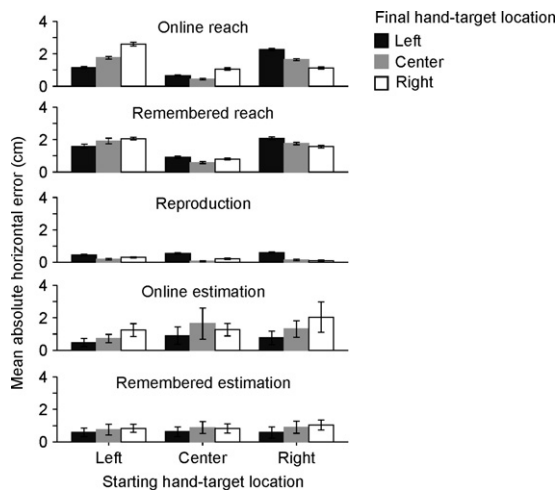 Final hand-target location
Left
Center
Right
Mean absolute horizontal error (cm)
Online reach
4
2
0
Remembered reach
4
2
0
Reproduction
4
2
0
Online estimation
4
2
0
Remembered estimation
4
2
0
Left Center Right
Starting hand-target location